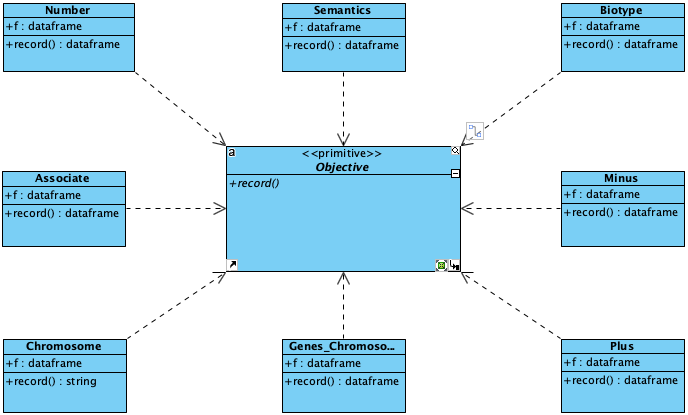 Number
+f : dataframe
+record() : dataframe
Semantics
+f : dataframe
+record() : dataframe
Biotype
+f : dataframe
+record() : dataframe
Associate
+f : dataframe
+record() : dataframe
a
<<primitive>>
Objective
+record()
Minus
+f : dataframe
+record() : dataframe
Chromosome
+f : dataframe
+record() : string
Genes_Chromoso...
+f : dataframe
+record() : dataframe
Plus
+f : dataframe
+record() : dataframe